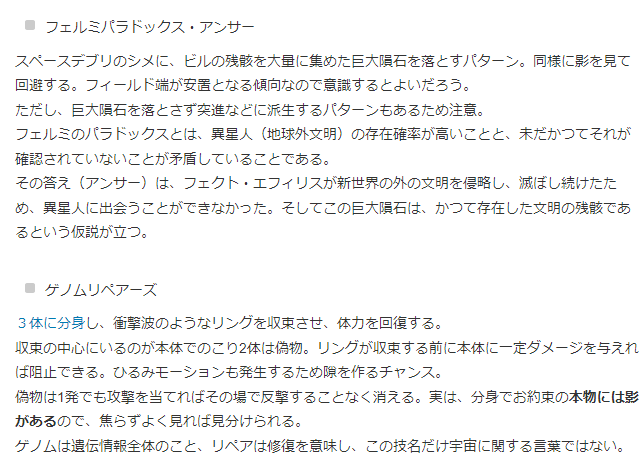 フェルミパラドックス・アンサー
スペースデブリのシメに、ビルの残骸を大量に集めた巨大隕石を落とすパターン。同様に影を見て
回避する。フィールド端が安置となる傾向なので意識するとよいだろう。
ただし、巨大隕石を落とさず突進などに派生するパターンもあるため注意。
フェルミのパラドックスとは、異星人（地球外文明）の存在確率が高いことと、未だかつてそれが
確認されていないことが矛盾していることである。
その答え（アンサー）は、フェクト・エフィリスが新世界の外の文明を侵略し、滅ぼし続けたた
め、異星人に出会うことができなかった。そしてこの巨大隕石は、かつて存在した文明の残骸であ
るという仮説が立つ。
ゲノムリペアーズ
３体に分身し、衝撃波のようなリングを収束させ、体力を回復する。
収束の中心にいるのが本体でのこり2体は偽物。リングが収束する前に本体に一定ダメージを与えれ
ば阻止できる。ひるみモーションも発生するため隙を作るチャンス。
偽物は1発でも攻撃を当てればその場で反撃することなく消える。実は、分身でお約束の本物には影
があるので、焦らずよく見れば見分けられる。
ゲノムは遺伝情報全体のこと、リペアは修復を意味し、この技名だけ宇宙に関する言葉ではない。